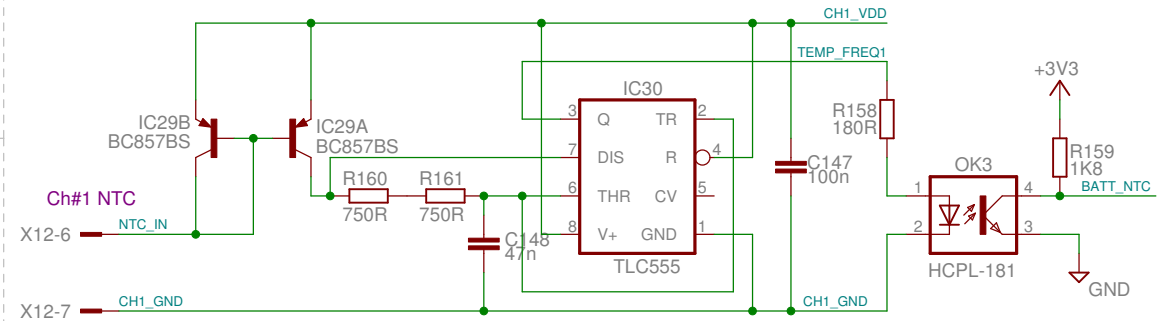 CH1_VDD
TEMP_FREQ1
+3V3
IC30
IC29B
BC857BS
IC29A
BC857BS
3 Q TR 2
R158
180R
7 DIS R 4
C147
100n
OK3
R159
1K8
Ch#1 NTC
R160
750R
R161
750R
6 THR CV 5
1 4
BATT_NTC
X12-6
NTC_IN
C148
47n
8 V+ GND 1
2 3
TLC555
HCPL-181
GND
X12-7
CH1_GND
CH1_GND